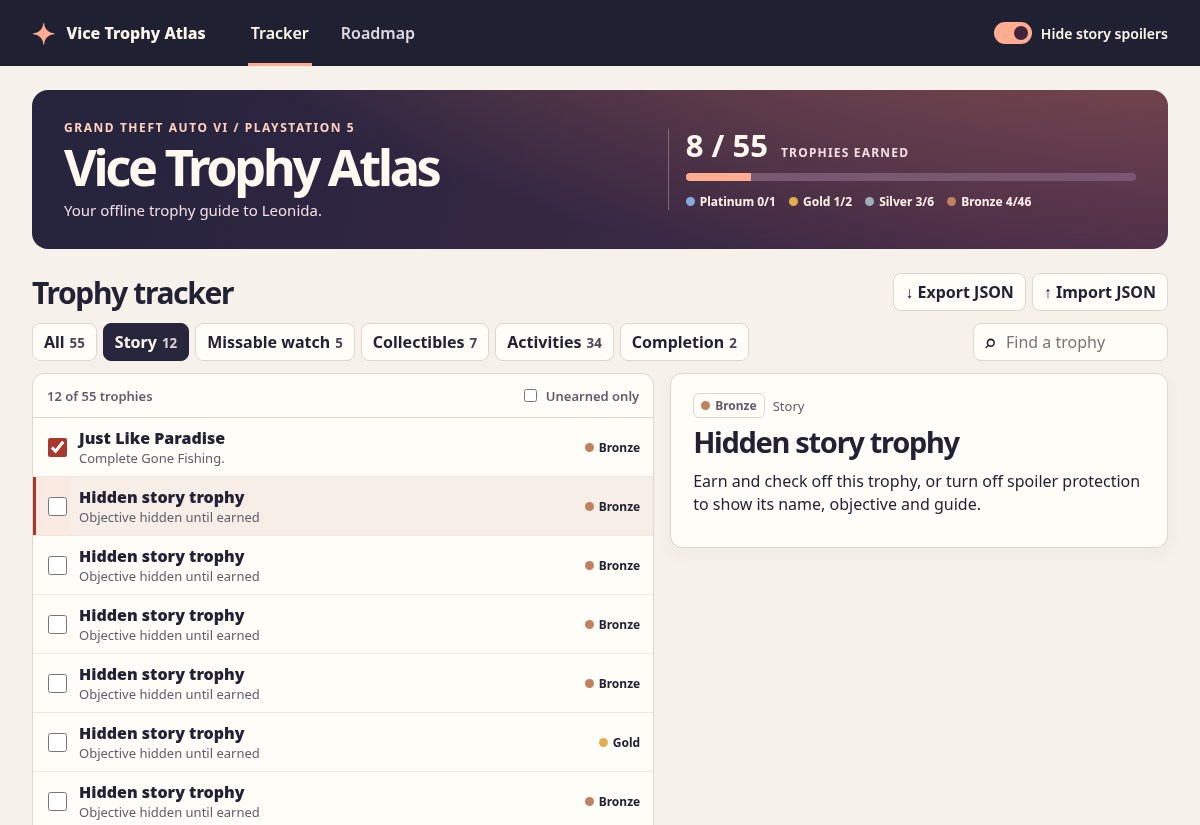 Vice Trophy Atlas
Tracker
Roadmap
Hide story spoilers
GRAND THEFT AUTO VI / PLAYSTATION 5
Vice Trophy Atlas
Your offline trophy guide to Leonida.
8 / 55 TROPHIES EARNED
Platinum 0/1 Gold 1/2 Silver 3/6 Bronze 4/46
Trophy tracker
↓ Export JSON
↑ Import JSON
All 55
Story 12
Missable watch 5
Collectibles 7
Activities 34
Completion 2
Find a trophy
12 of 55 trophies
Unearned only
Just Like Paradise
Complete Gone Fishing.
Bronze
Hidden story trophy
Objective hidden until earned
Bronze
Hidden story trophy
Objective hidden until earned
Bronze
Hidden story trophy
Objective hidden until earned
Bronze
Hidden story trophy
Objective hidden until earned
Bronze
Hidden story trophy
Objective hidden until earned
Gold
Hidden story trophy
Objective hidden until earned
Bronze
Bronze Story
Hidden story trophy
Earn and check off this trophy, or turn off spoiler protection
to show its name, objective and guide.